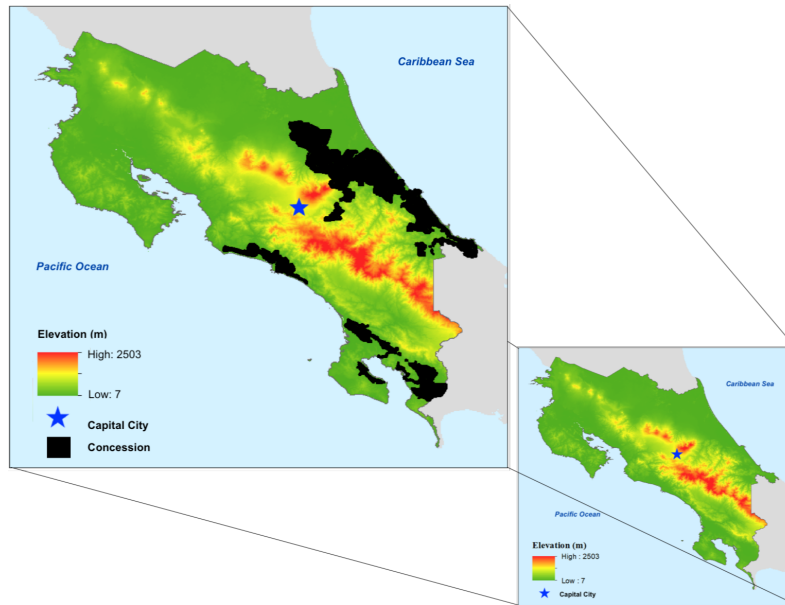 Caribbean Sea
Pacific Ocean
Elevation (m)
High: 2503
Low: 7
Capital City
Concession
Caribbean Sea
Pacific Ocean
Elevation (m)
High : 2503
Low : 7
Capital City